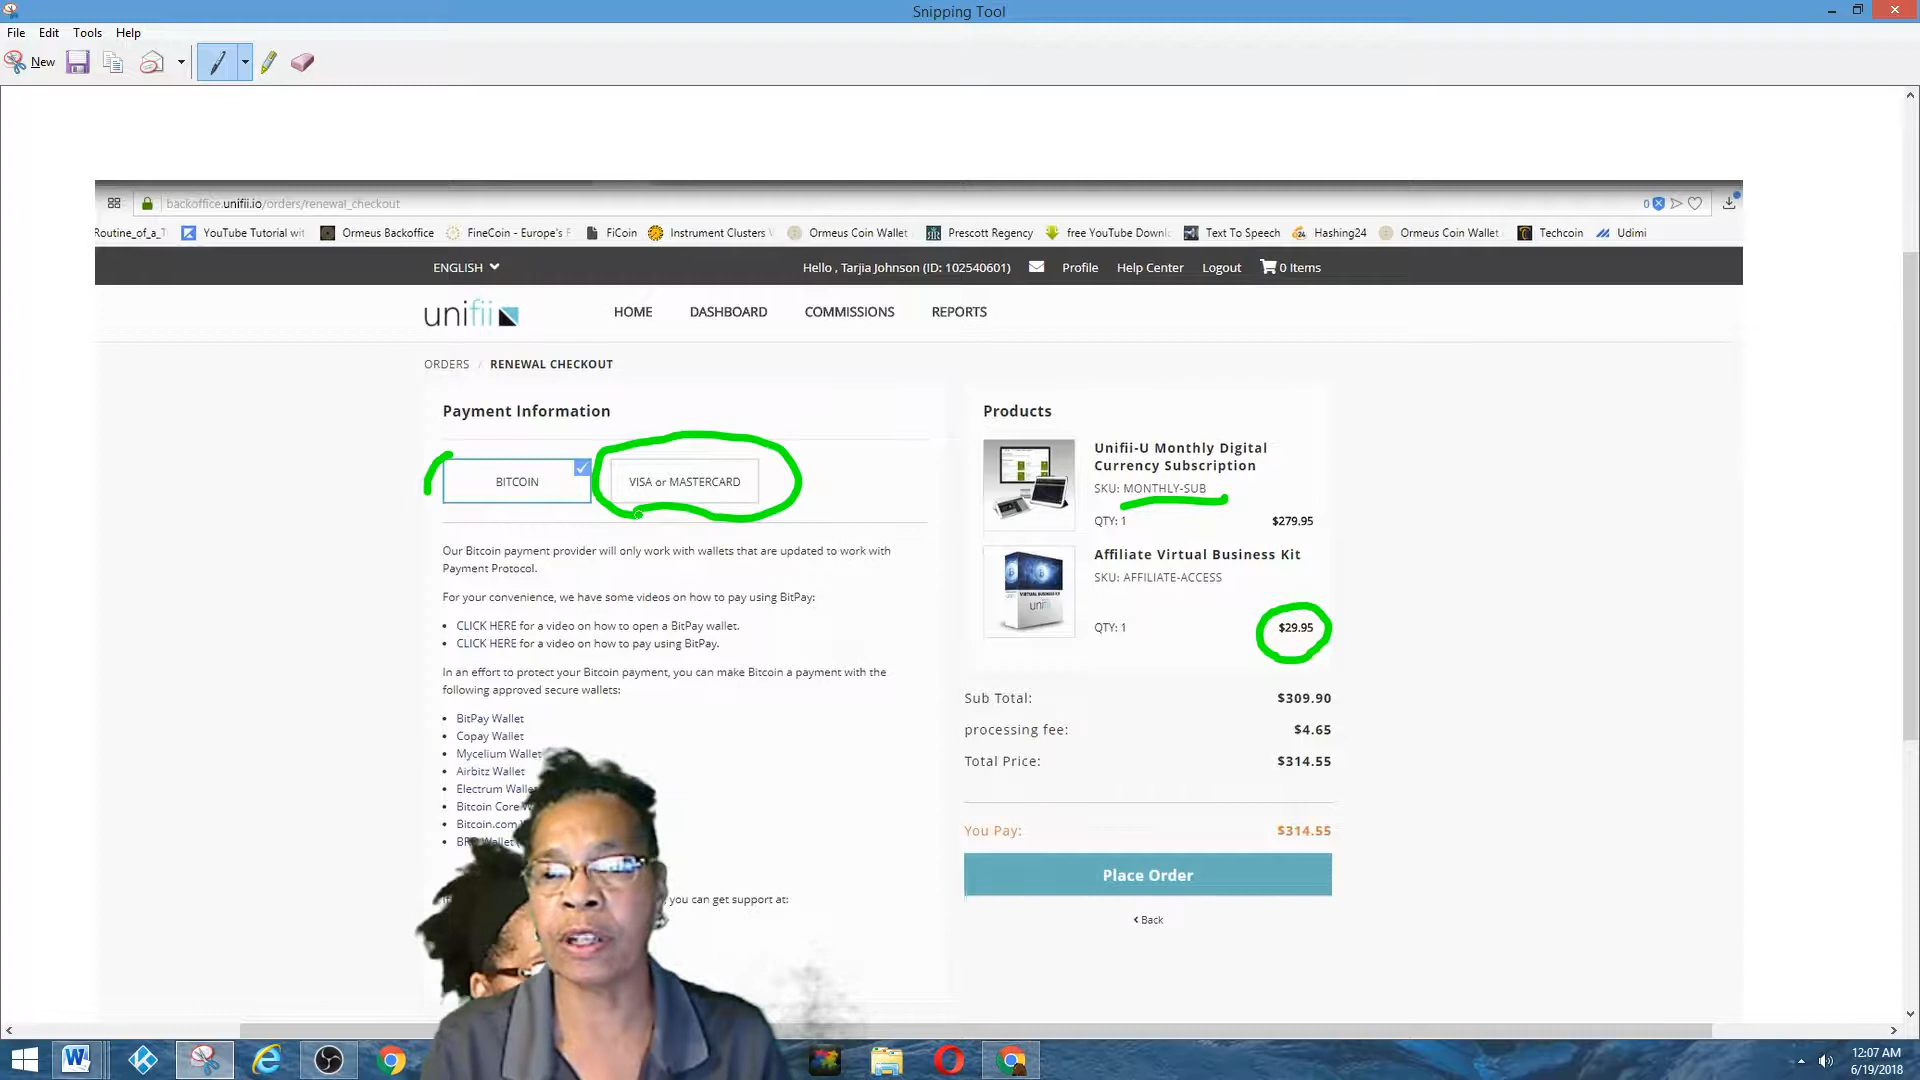 Snipping Tool
File Edit Tools Help
New
backoffice.unifii.io/orders/renewal_checkout
0
Routine_of_a_T YouTube Tutorial wit Ormeus Backoffice FineCoin - Europe's F FiCoin Instrument Clusters Ormeus Coin Wallet Prescott Regency free YouTube Downl Text To Speech Hashing24 Ormeus Coin Wallet Techcoin Udimi
ENGLISH Hello , Tarjia Johnson (ID: 102540601) Profile Help Center Logout 0 Items
unifii HOME DASHBOARD COMMISSIONS REPORTS
ORDERS / RENEWAL CHECKOUT
Payment Information
BITCOIN VISA or MASTERCARD
Our Bitcoin payment provider will only work with wallets that are updated to work with
Payment Protocol.
For your convenience, we have some videos on how to pay using BitPay:
CLICK HERE for a video on how to open a BitPay wallet.
CLICK HERE for a video on how to pay using BitPay.
In an effort to protect your Bitcoin payment, you can make Bitcoin a payment with the
following approved secure wallets:
BitPay Wallet
Copay Wallet
Mycelium Wallet
Airbitz Wallet
Electrum Walle
Bitcoin Core
Bitcoin.com
you can get support at:
Products
Unifii-U Monthly Digital
Currency Subscription
SKU: MONTHLY-SUB
QTY: 1 $279.95
Affiliate Virtual Business Kit
SKU: AFFILIATE-ACCESS
VIRTUAL BUSINESS KIT
unifii
QTY: 1 $29.95
Sub Total: $309.90
processing fee: $4.65
Total Price: $314.55
You Pay: $314.55
Place Order
Back
12:07 AM
6/19/2018